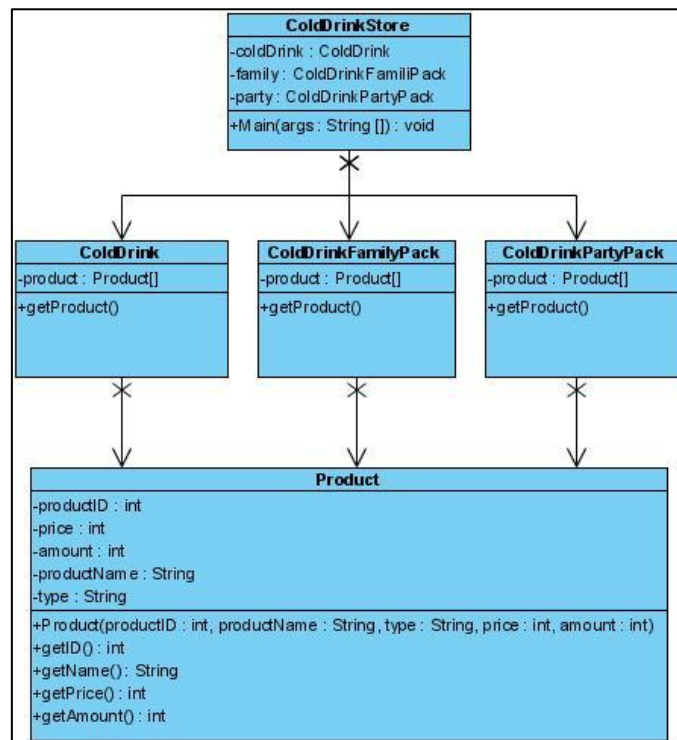 ColdDrinkStore
-coldDrink : ColdDrink
-family : ColdDrinkFamiliPack
-party : ColdDrinkPartyPack
+Main(args : String []) : void
ColdDrink
-product : Product[]
+getProduct()
ColdDrinkFamilyPack
-product : Product[]
+getProduct()
ColdDrinkPartyPack
-product : Product[]
+getProduct()
Product
-productID : int
-price : int
-amount : int
-productName : String
-type : String
+Product(productID : int, productName : String, type : String, price : int, amount : int)
+getID() : int
+getName() : String
+getPrice() : int
+getAmount() : int